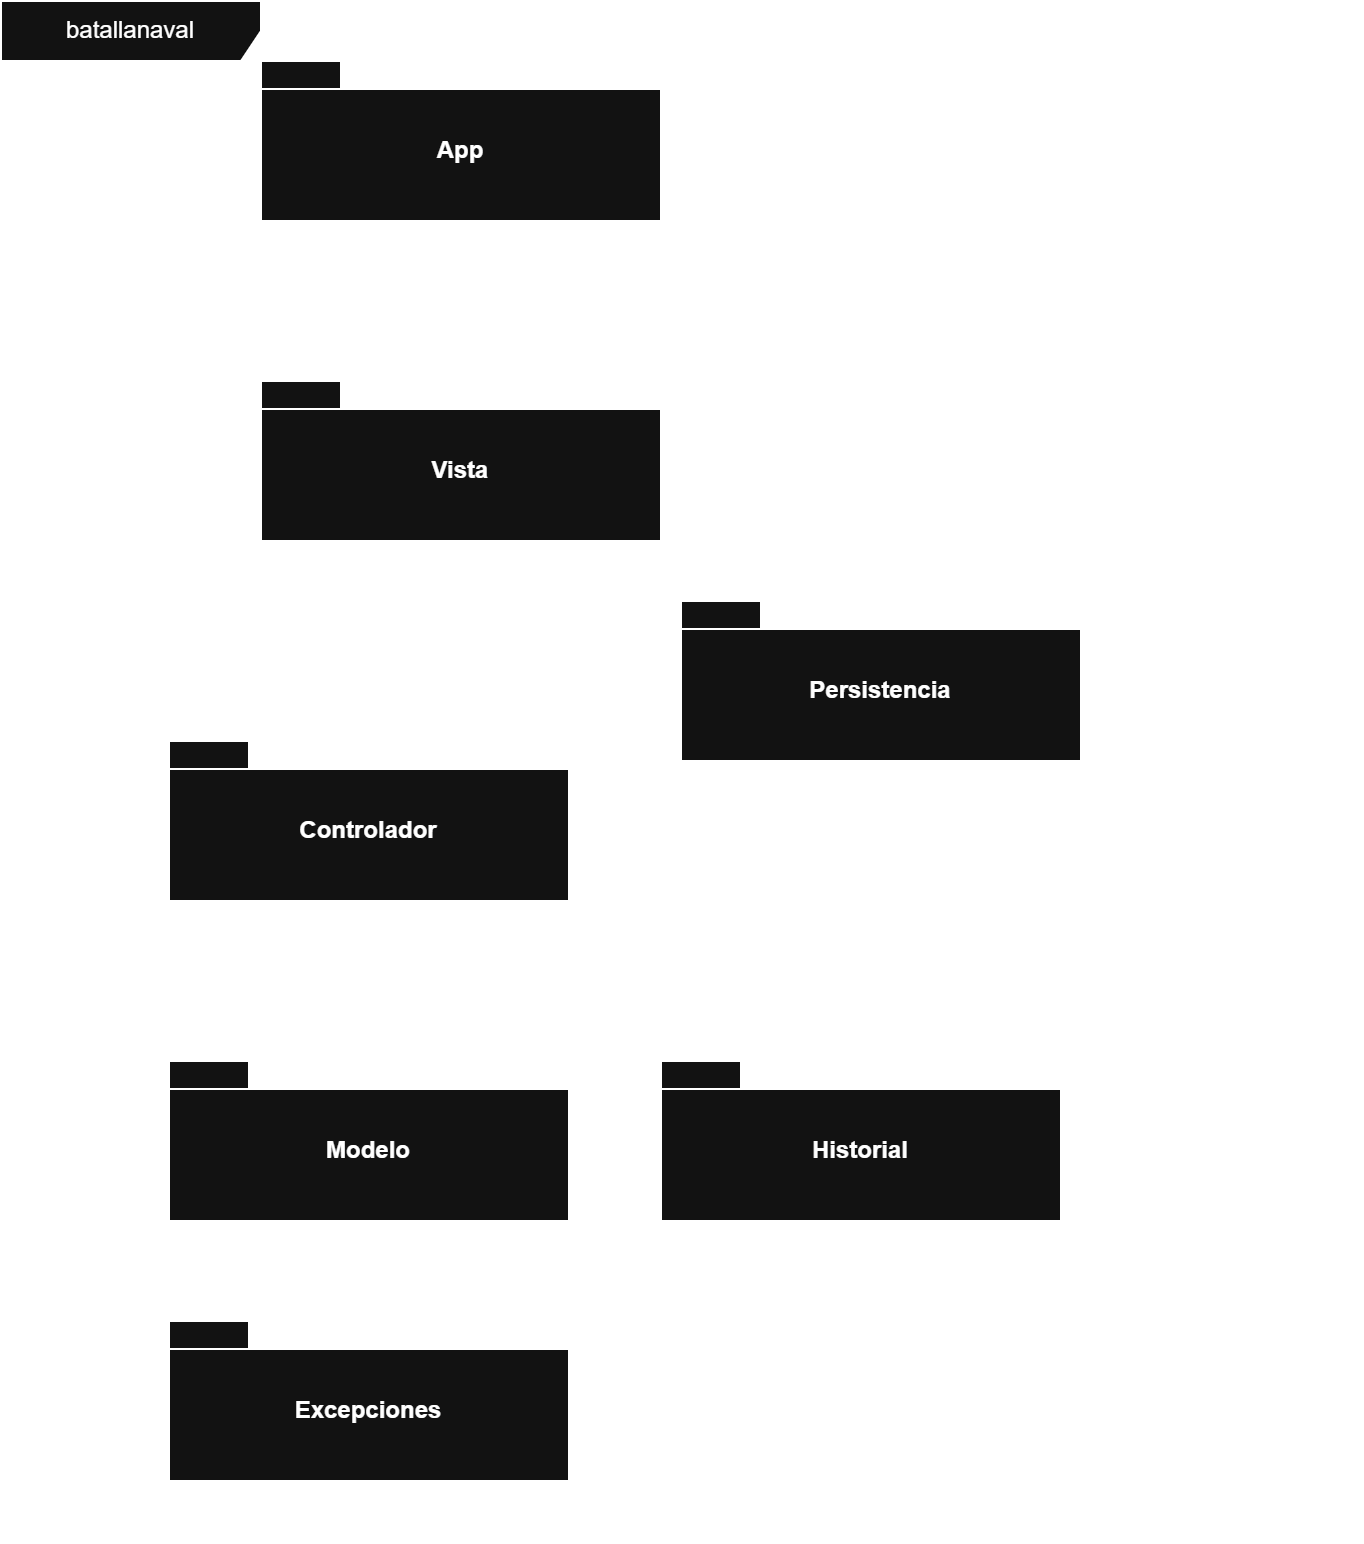 batallanaval
App
Vista
Persistencia
Controlador
Modelo
Historial
Excepciones